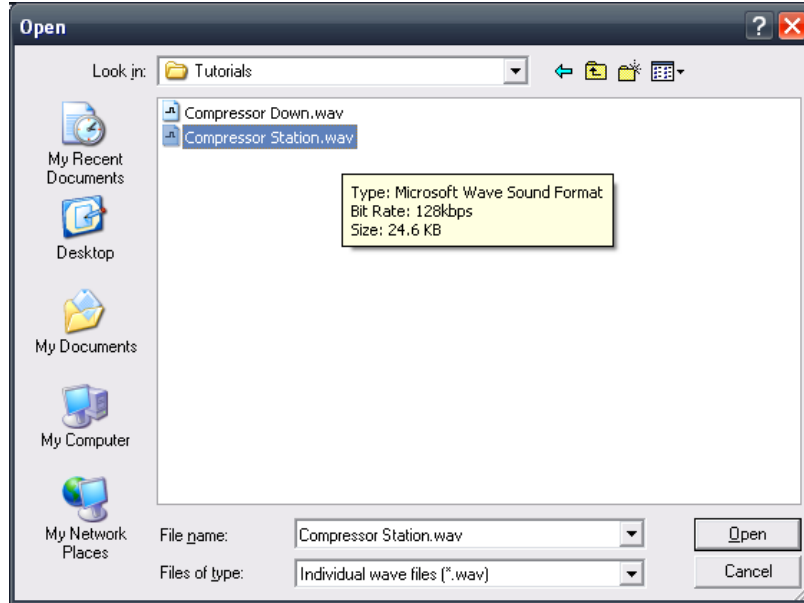 Open
Look in:
Tutorials
My Recent
Documents
Desktop
My Documents
My Computer
My Network
Places
Compressor Down.wav
Compressor Station.wav
Type: Microsoft Wave Sound Format
Bit Rate: 128kbps
Size: 24.6 KB
File name:
Compressor Station.wav
Open
Files of type:
Individual wave files (*.wav)
Cancel